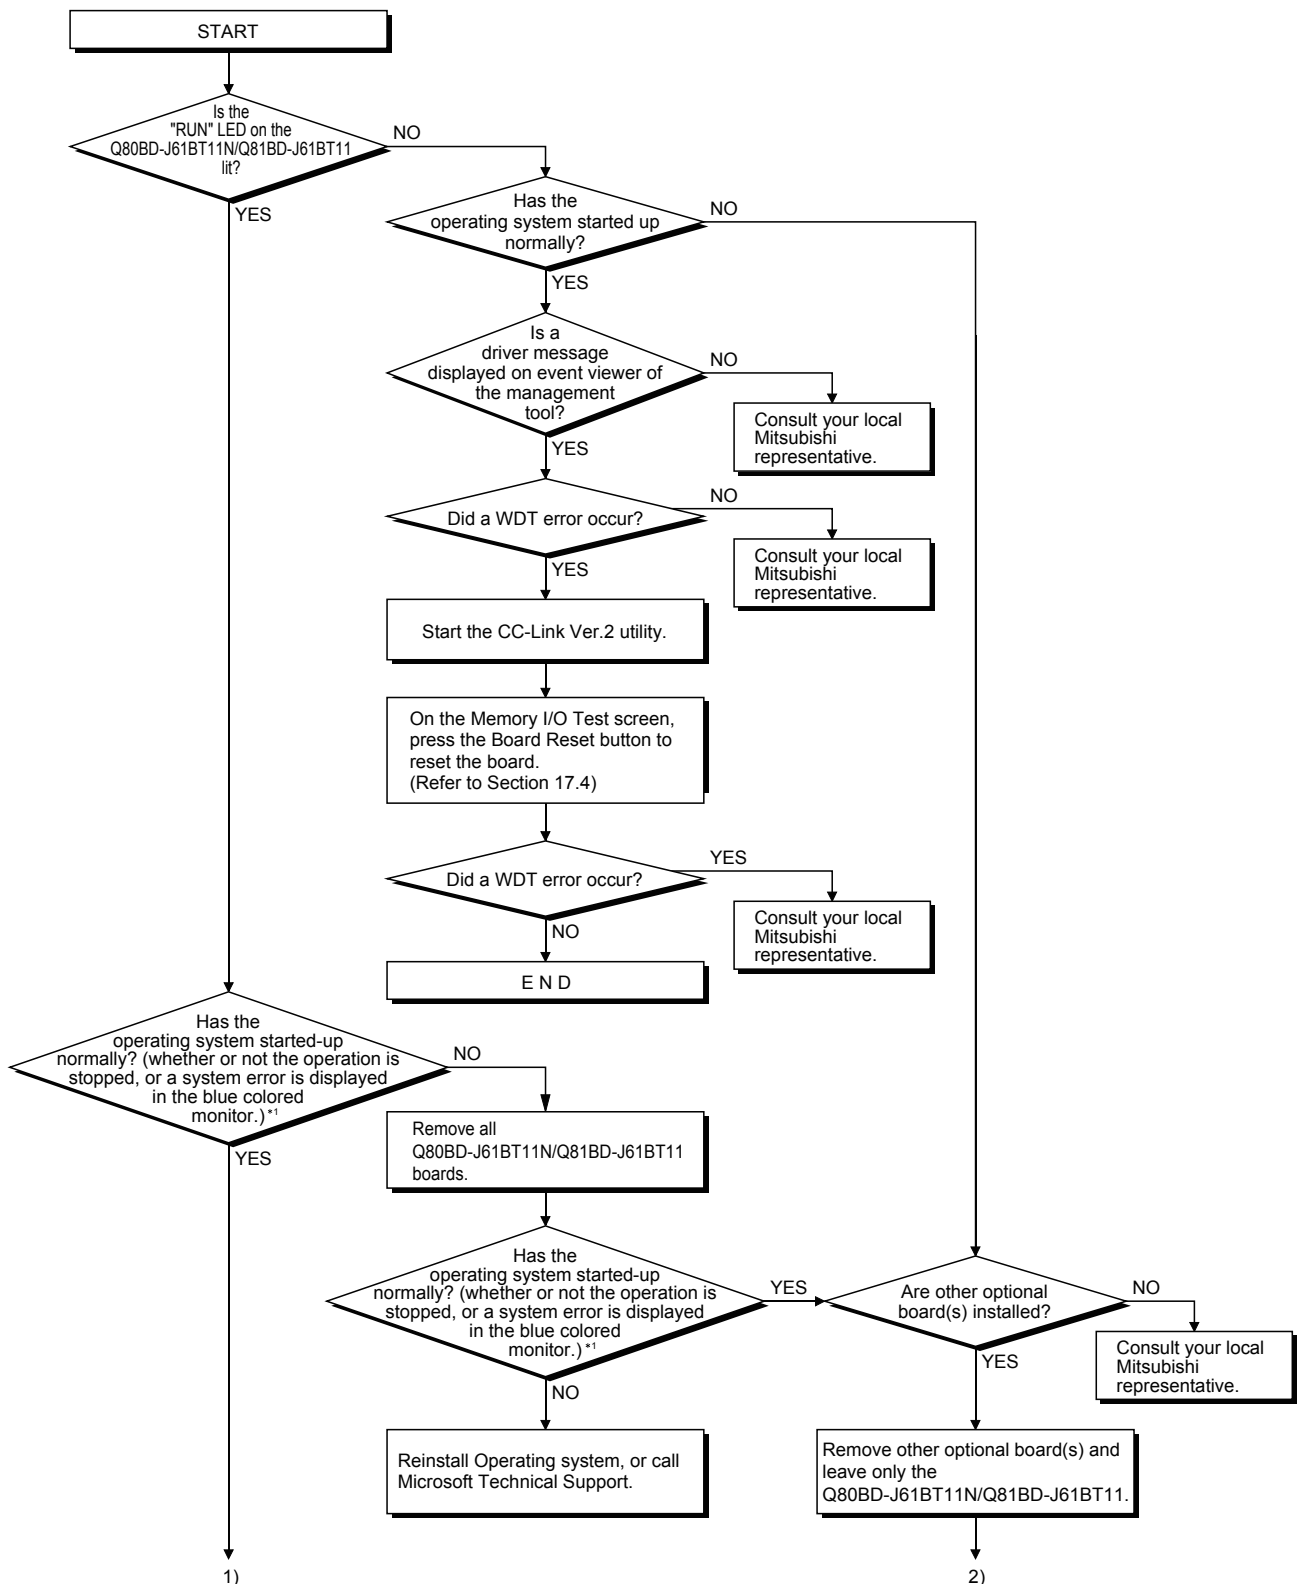 START
Is the
"RUN" LED on the
Q80BD-J61BT11N/Q81BD-J61BT11
lit?
NO
YES
Has the
operating system started up
normally?
NO
YES
Is a
driver message
displayed on event viewer of
the management
tool?
NO
YES
Consult your local
Mitsubishi
representative.
Did a WDT error occur?
NO
YES
Consult your local
Mitsubishi
representative.
Start the CC-Link Ver.2 utility.
On the Memory I/O Test screen,
press the Board Reset button to
reset the board.
(Refer to Section 17.4)
Did a WDT error occur?
YES
NO
Consult your local
Mitsubishi
representative.
E N D
Has the
operating system started-up
normally? (whether or not the operation is
stopped, or a system error is displayed
in the blue colored
monitor.) *1
NO
YES
Remove all
Q80BD-J61BT11N/Q81BD-J61BT11
boards.
Has the
operating system started-up
normally? (whether or not the operation is
stopped, or a system error is displayed
in the blue colored
monitor.) *1
YES
NO
Are other optional
board(s) installed?
NO
YES
Consult your local
Mitsubishi
representative.
Reinstall Operating system, or call
Microsoft Technical Support.
Remove other optional board(s) and
leave only the
Q80BD-J61BT11N/Q81BD-J61BT11.
1)
2)